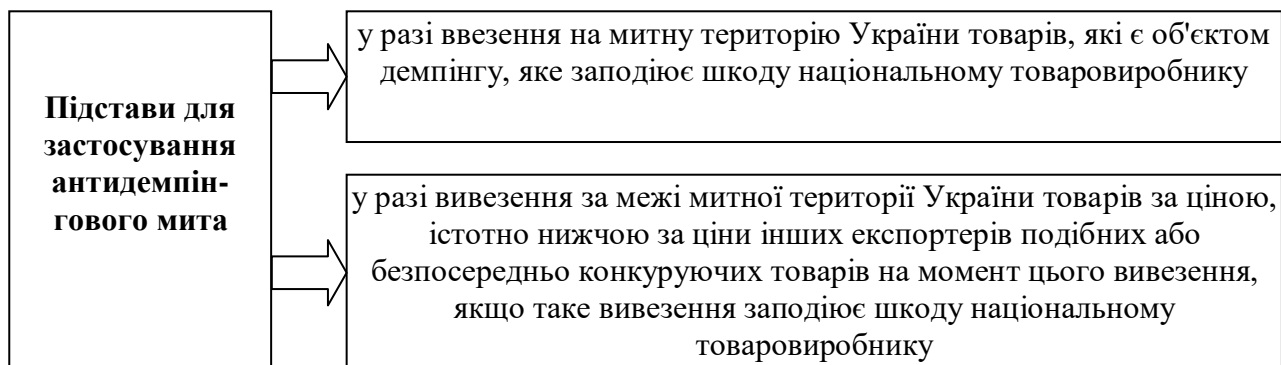 Підстави для
застосування
антидемпін-
гового мита
у разі ввезення на митну територію України товарів, які є об'єктом
демпінгу, яке заподіює шкоду національному товаровиробнику
у разі вивезення за межі митної території України товарів за ціною,
істотно нижчою за ціни інших експортерів подібних або
безпосередньо конкуруючих товарів на момент цього вивезення,
якщо таке вивезення заподіює шкоду національному
товаровиробнику